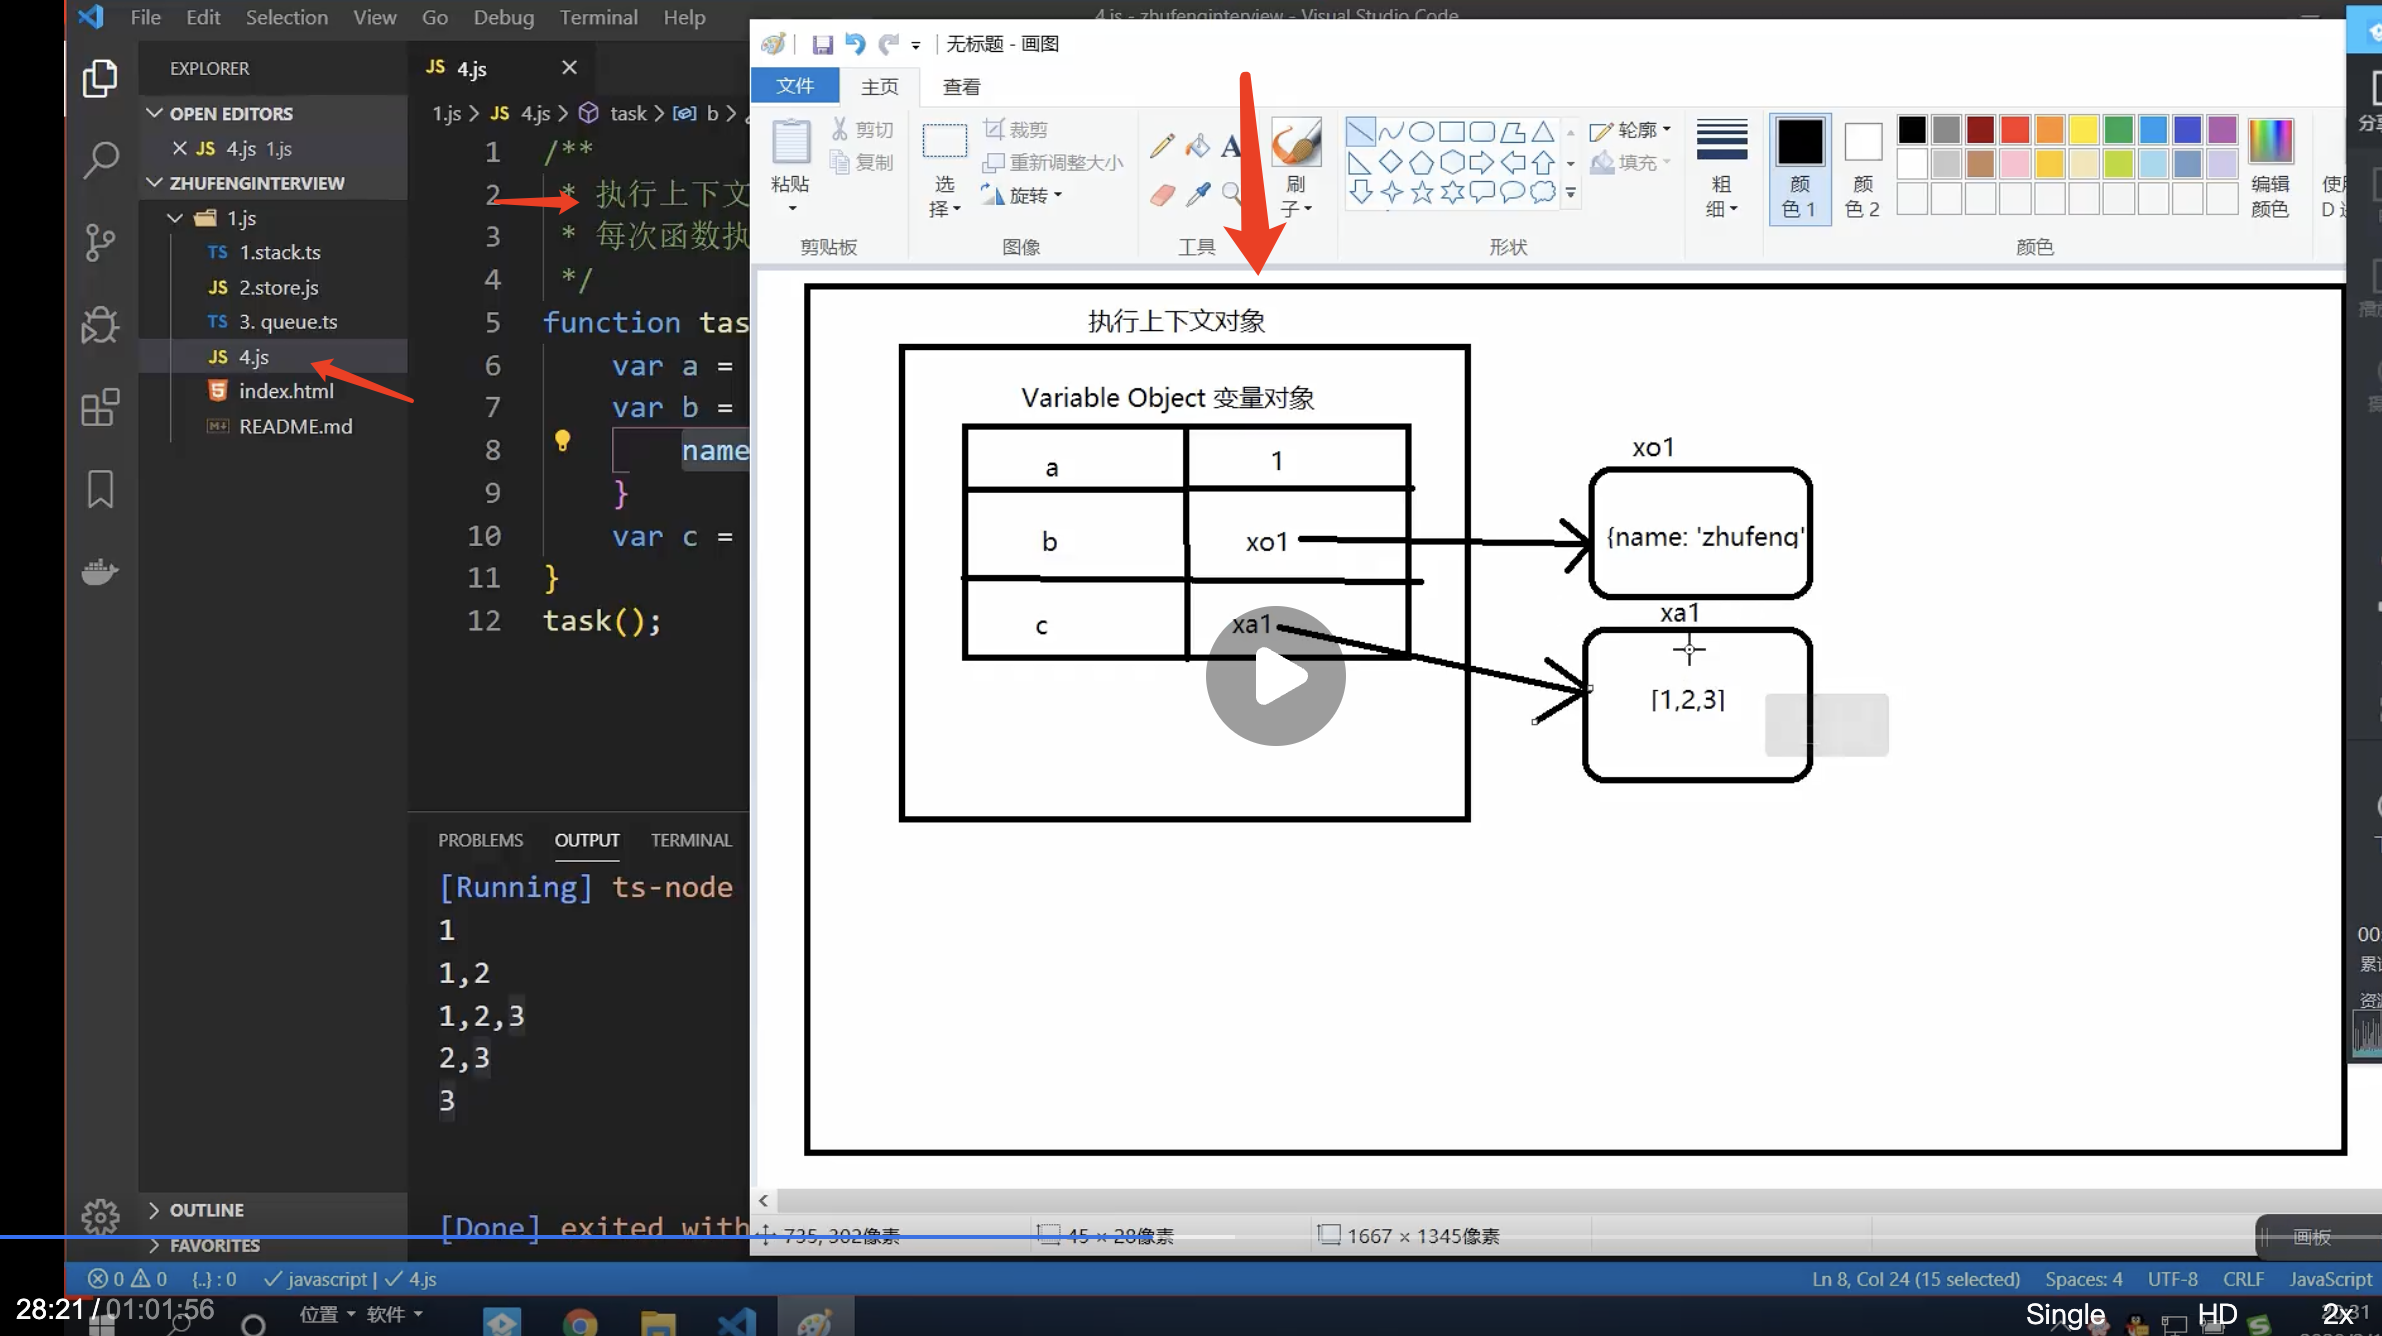 File Edit Selection View Go Debug Terminal Help
4.js - zhufenginterview - Visual Studio Code
EXPLORER
OPEN EDITORS
4.js 1.js
ZHUFENGINTERVIEW
1.js
1.stack.ts
2.store.js
3. queue.ts
4.js
index.html
README.md
OUTLINE
FAVORITES
4.js
1.js > 4.js > task > b >
1 /**
2 * 执行上下文
3 * 每次函数执
4 */
5 function tas
6 var a =
7 var b =
8 name
9 }
10 var c =
11 }
12 task();
PROBLEMS OUTPUT TERMINAL
[Running] ts-node
1
1,2
1,2,3
2,3
3
[Done] exited with
无标题 - 画图
文件 主页 查看
粘贴
剪切
复制
剪贴板
选择
裁剪
重新调整大小
旋转
图像
工具
刷子
形状
轮廓
填充
粗细
颜色 1
颜色 2
颜色
编辑颜色
执行上下文对象
Variable Object 变量对象
a 1
b xo1
c xa1
xo1
{name: 'zhufeng'
xa1
[1,2,3]
735, 302像素
45 × 28像素
1667 × 1345像素
画板
0 0 {..} : 0 javascript | 4.js
Ln 8, Col 24 (15 selected) Spaces: 4 UTF-8 CRLF JavaScript
28:21 / 01:01:56
位置 软件
Single HD 2x